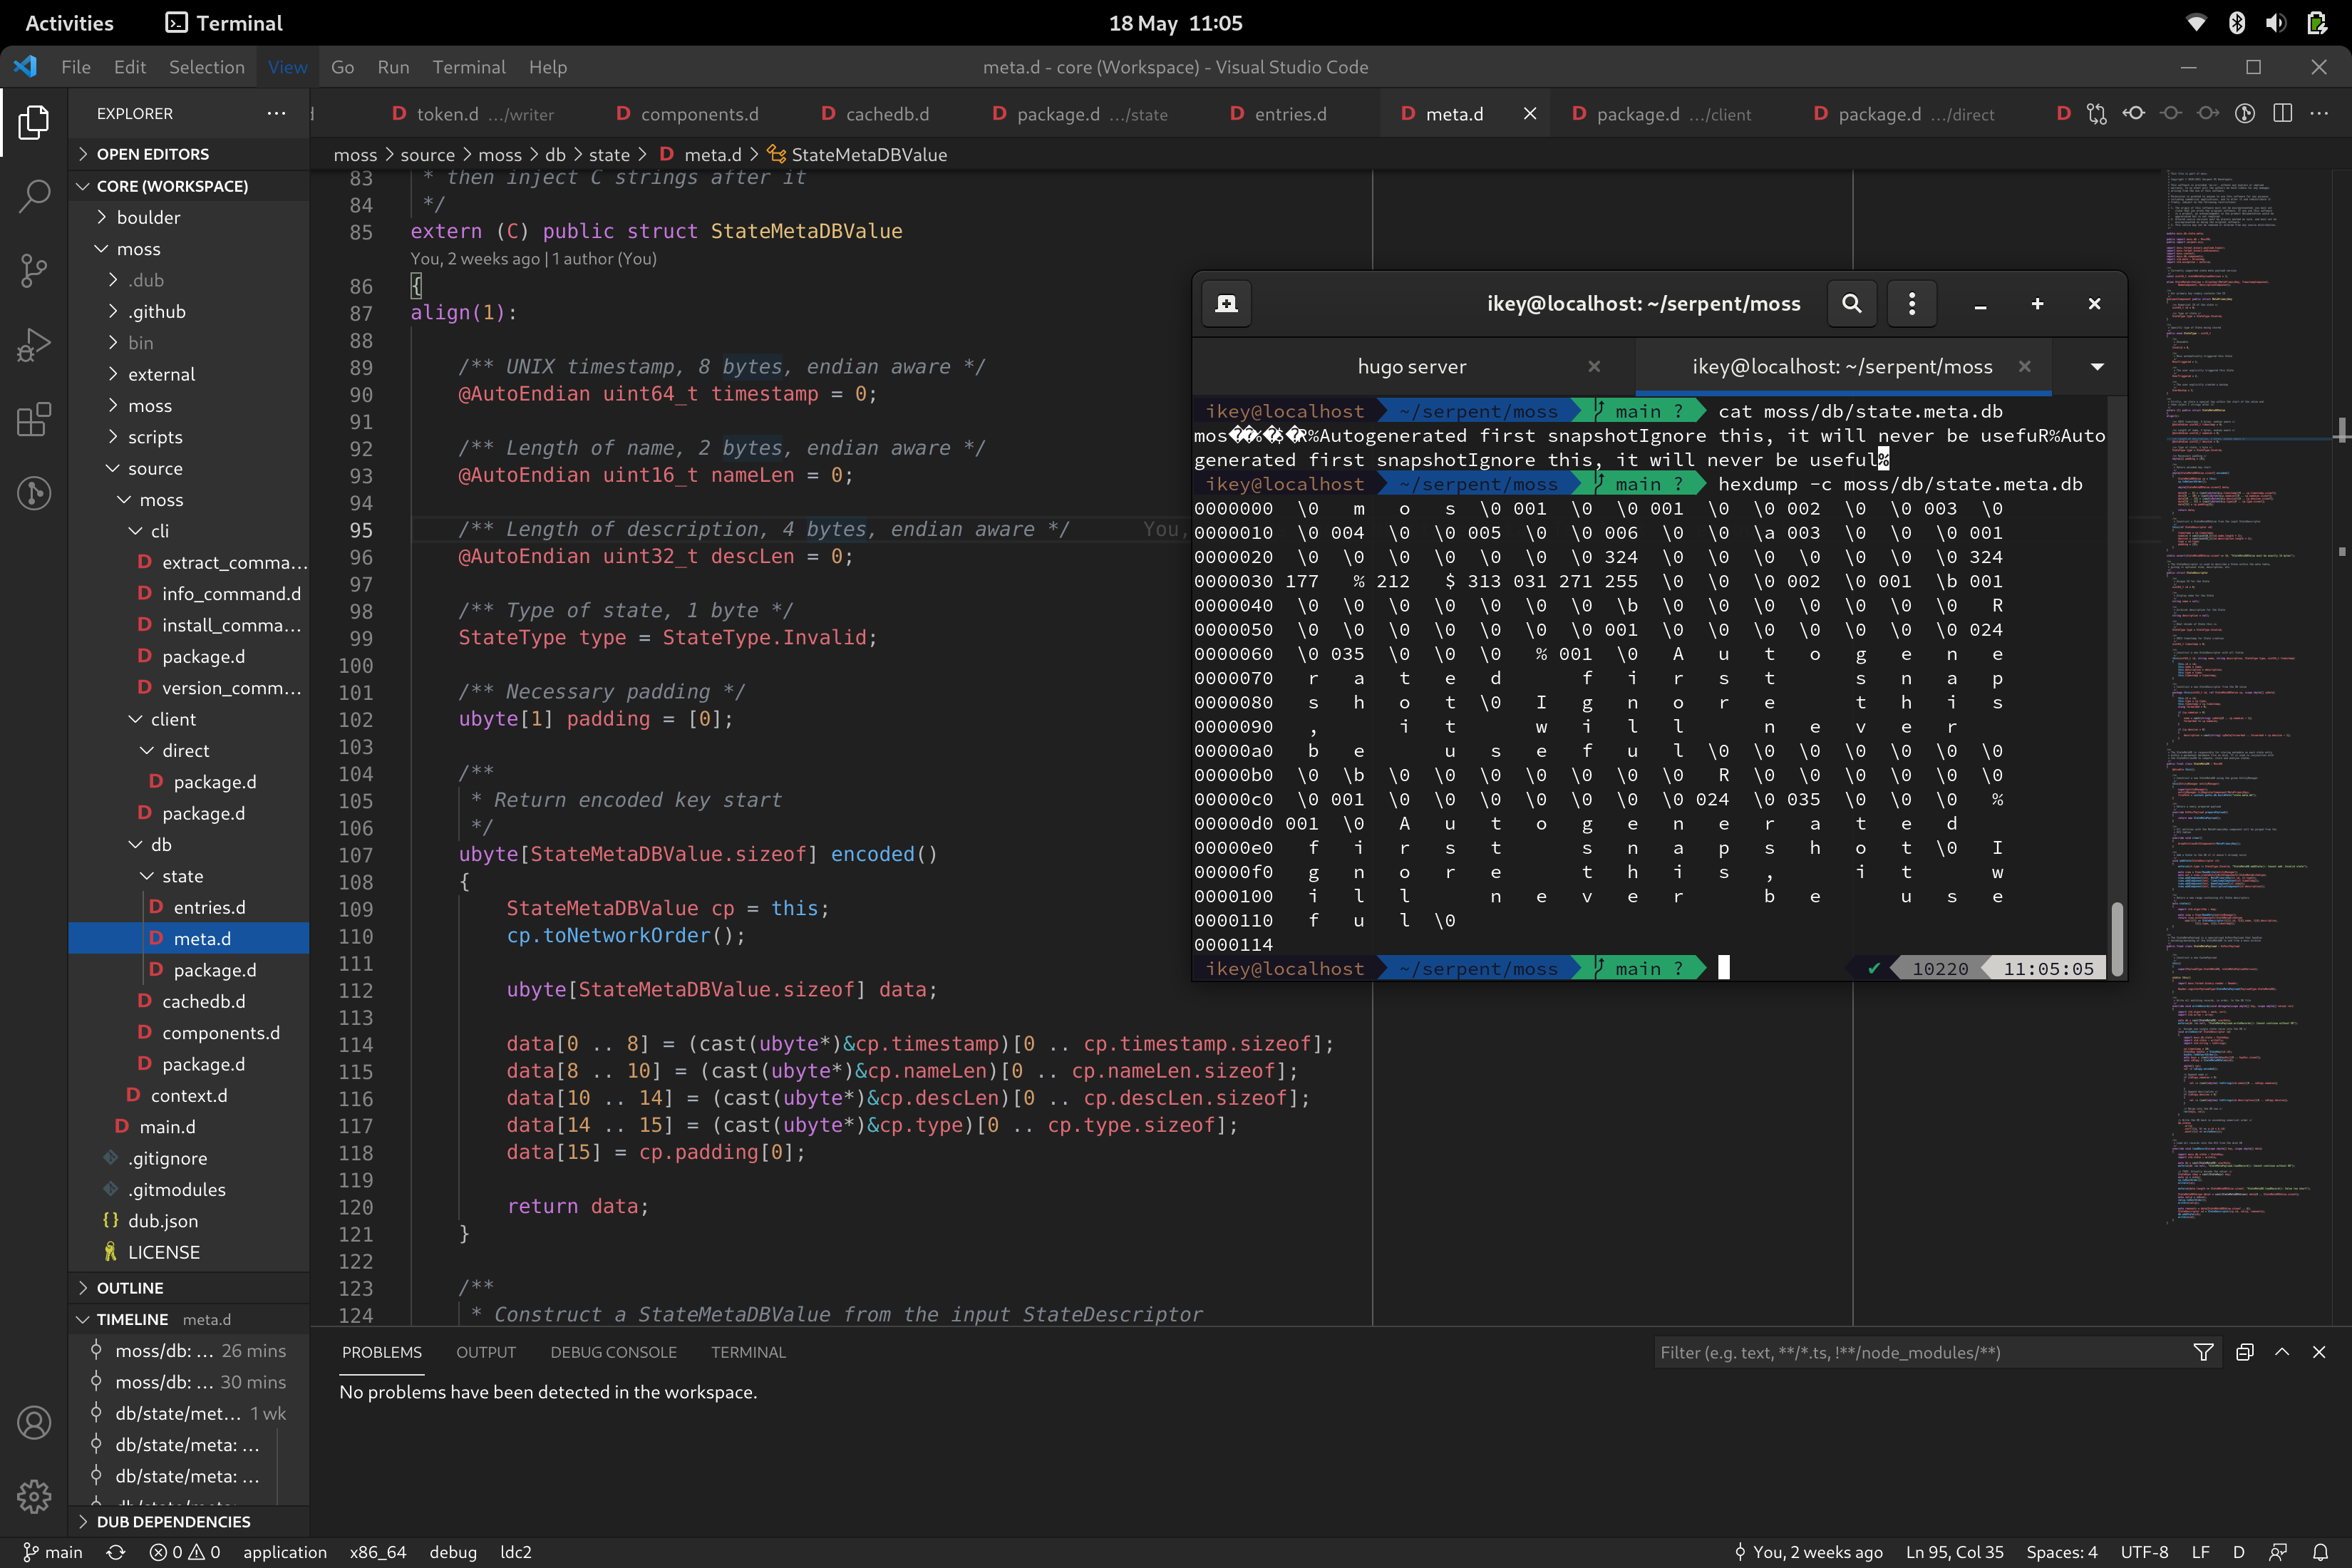 Activities Terminal 18 May 11:05
File Edit Selection View Go Run Terminal Help meta.d - core (Workspace) - Visual Studio Code
EXPLORER
token.d .../writer components.d cachedb.d package.d .../state entries.d meta.d package.d .../client package.d .../direct
OPEN EDITORS
CORE (WORKSPACE)
boulder
moss
.dub
.github
bin
external
moss
scripts
source
moss
cli
extract_comma...
info_command.d
install_comma...
package.d
version_comm...
client
direct
package.d
package.d
db
state
entries.d
meta.d
package.d
cachedb.d
components.d
package.d
context.d
main.d
.gitignore
.gitmodules
dub.json
LICENSE
OUTLINE
TIMELINE meta.d
moss/db: ... 26 mins
moss/db: ... 30 mins
db/state/met... 1 wk
db/state/meta: ...
db/state/meta: ...
DUB DEPENDENCIES
moss > source > moss > db > state > meta.d > StateMetaDBValue
83 * then inject C strings after it
84 */
85 extern (C) public struct StateMetaDBValue
You, 2 weeks ago | 1 author (You)
86 {
87 align(1):
88
89 /** UNIX timestamp, 8 bytes, endian aware */
90 @AutoEndian uint64_t timestamp = 0;
91
92 /** Length of name, 2 bytes, endian aware */
93 @AutoEndian uint16_t nameLen = 0;
94
95 /** Length of description, 4 bytes, endian aware */ You,
96 @AutoEndian uint32_t descLen = 0;
97
98 /** Type of state, 1 byte */
99 StateType type = StateType.Invalid;
100
101 /** Necessary padding */
102 ubyte[1] padding = [0];
103
104 /**
105 * Return encoded key start
106 */
107 ubyte[StateMetaDBValue.sizeof] encoded()
108 {
109 StateMetaDBValue cp = this;
110 cp.toNetworkOrder();
111
112 ubyte[StateMetaDBValue.sizeof] data;
113
114 data[0 .. 8] = (cast(ubyte*)&cp.timestamp)[0 .. cp.timestamp.sizeof];
115 data[8 .. 10] = (cast(ubyte*)&cp.nameLen)[0 .. cp.nameLen.sizeof];
116 data[10 .. 14] = (cast(ubyte*)&cp.descLen)[0 .. cp.descLen.sizeof];
117 data[14 .. 15] = (cast(ubyte*)&cp.type)[0 .. cp.type.sizeof];
118 data[15] = cp.padding[0];
119
120 return data;
121 }
122
123 /**
124 * Construct a StateMetaDBValue from the input StateDescriptor
ikey@localhost: ~/serpent/moss
hugo server ikey@localhost: ~/serpent/moss
ikey@localhost ~/serpent/moss main ? cat moss/db/state.meta.db
mos��%�$�R%Autogenerated first snapshotIgnore this, it will never be usefuR%Auto
generated first snapshotIgnore this, it will never be useful%
ikey@localhost ~/serpent/moss main ? hexdump -c moss/db/state.meta.db
0000000 \0 m o s \0 001 \0 \0 001 \0 \0 002 \0 \0 003 \0
0000010 \0 004 \0 \0 005 \0 \0 006 \0 \0 \a 003 \0 \0 \0 001
0000020 \0 \0 \0 \0 \0 \0 \0 324 \0 \0 \0 \0 \0 \0 \0 324
0000030 177 % 212 $ 313 031 271 255 \0 \0 \0 002 \0 001 \b 001
0000040 \0 \0 \0 \0 \0 \0 \0 \b \0 \0 \0 \0 \0 \0 \0 R
0000050 \0 \0 \0 \0 \0 \0 \0 001 \0 \0 \0 \0 \0 \0 \0 024
0000060 \0 035 \0 \0 \0 % 001 \0 A u t o g e n e
0000070 r a t e d f i r s t s n a p
0000080 s h o t \0 I g n o r e t h i s
0000090 , i t w i l l n e v e r
00000a0 b e u s e f u l \0 \0 \0 \0 \0 \0 \0
00000b0 \0 \b \0 \0 \0 \0 \0 \0 \0 R \0 \0 \0 \0 \0 \0
00000c0 \0 001 \0 \0 \0 \0 \0 \0 \0 024 \0 035 \0 \0 \0 %
00000d0 001 \0 A u t o g e n e r a t e d
00000e0 f i r s t s n a p s h o t \0 I
00000f0 g n o r e t h i s , i t w
0000100 i l l n e v e r b e u s e
0000110 f u l \0
0000114
ikey@localhost ~/serpent/moss main ? ✔ 10220 11:05:05
PROBLEMS OUTPUT DEBUG CONSOLE TERMINAL Filter (e.g. text, **/*.ts, !**/node_modules/**)
No problems have been detected in the workspace.
main 0 0 application x86_64 debug ldc2 You, 2 weeks ago Ln 95, Col 35 Spaces: 4 UTF-8 LF D